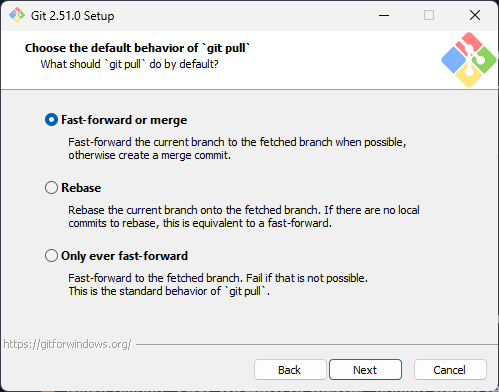 Git 2.51.0 Setup
Choose the default behavior of `git pull`
What should `git pull` do by default?
Fast-forward or merge
Fast-forward the current branch to the fetched branch when possible,
otherwise create a merge commit.
Rebase
Rebase the current branch onto the fetched branch. If there are no local
commits to rebase, this is equivalent to a fast-forward.
Only ever fast-forward
Fast-forward to the fetched branch. Fail if that is not possible.
This is the standard behavior of `git pull`.
https://gitforwindows.org/
Back Next Cancel